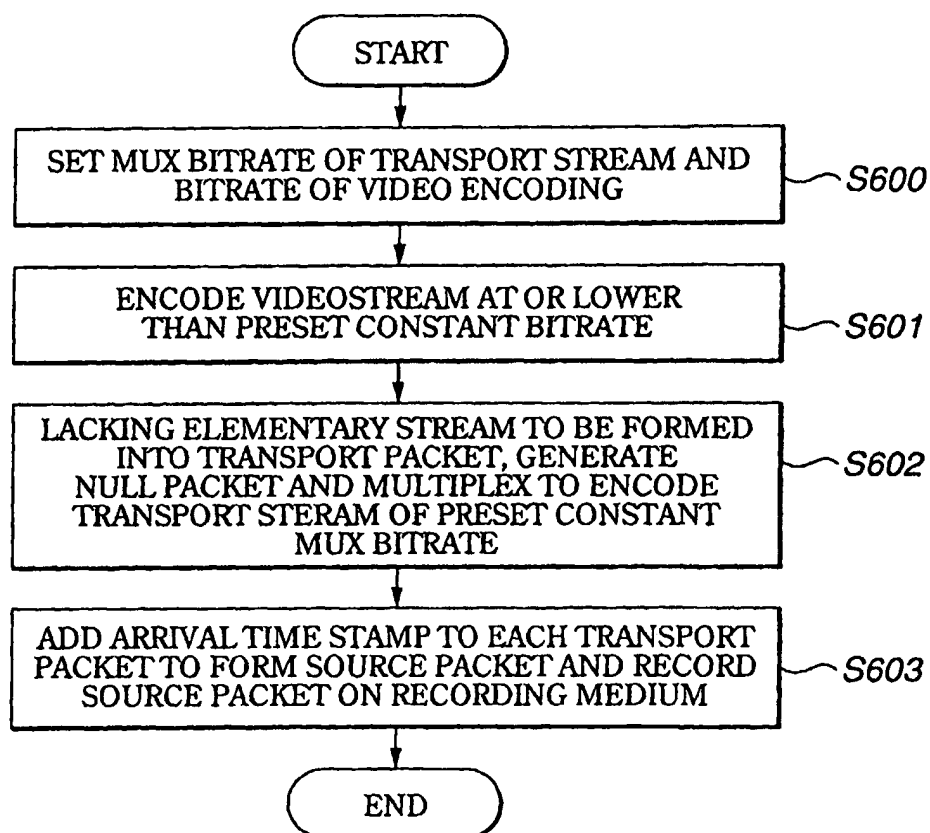 START
SET MUX BITRATE OF TRANSPORT STREAM AND
BITRATE OF VIDEO ENCODING
S600
ENCODE VIDEOSTREAM AT OR LOWER
THAN PRESET CONSTANT BITRATE
S601
LACKING ELEMENTARY STREAM TO BE FORMED
INTO TRANSPORT PACKET, GENERATE
NULL PACKET AND MULTIPLEX TO ENCODE
TRANSPORT STERAM OF PRESET CONSTANT
MUX BITRATE
S602
ADD ARRIVAL TIME STAMP TO EACH TRANSPORT
PACKET TO FORM SOURCE PACKET AND RECORD
SOURCE PACKET ON RECORDING MEDIUM
S603
END